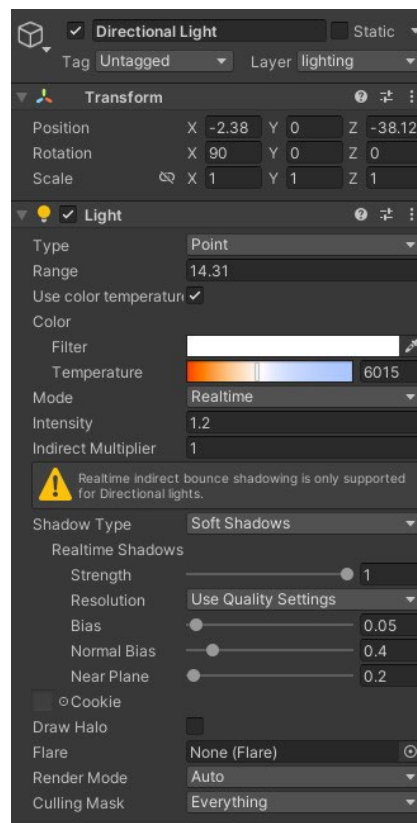 Directional Light Static
Tag Untagged Layer lighting
Transform
Position X -2.38 Y 0 Z -38.12
Rotation X 90 Y 0 Z 0
Scale X 1 Y 1 Z 1
Light
Type Point
Range 14.31
Use color temperatur
Color
Filter
Temperature 6015
Mode Realtime
Intensity 1.2
Indirect Multiplier 1
Realtime indirect bounce shadowing is only supported
for Directional lights.
Shadow Type Soft Shadows
Realtime Shadows
Strength 1
Resolution Use Quality Settings
Bias 0.05
Normal Bias 0.4
Near Plane 0.2
Cookie
Draw Halo
Flare None (Flare)
Render Mode Auto
Culling Mask Everything